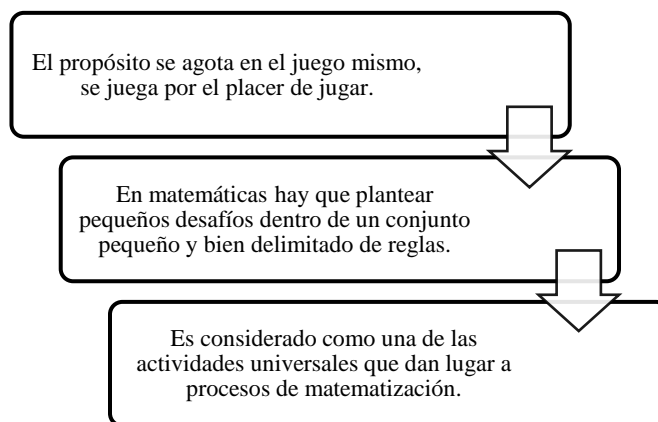 El propósito se agota en el juego mismo,
se juega por el placer de jugar.
En matemáticas hay que plantear
pequeños desafíos dentro de un conjunto
pequeño y bien delimitado de reglas.
Es considerado como una de las
actividades universales que dan lugar a
procesos de matematización.